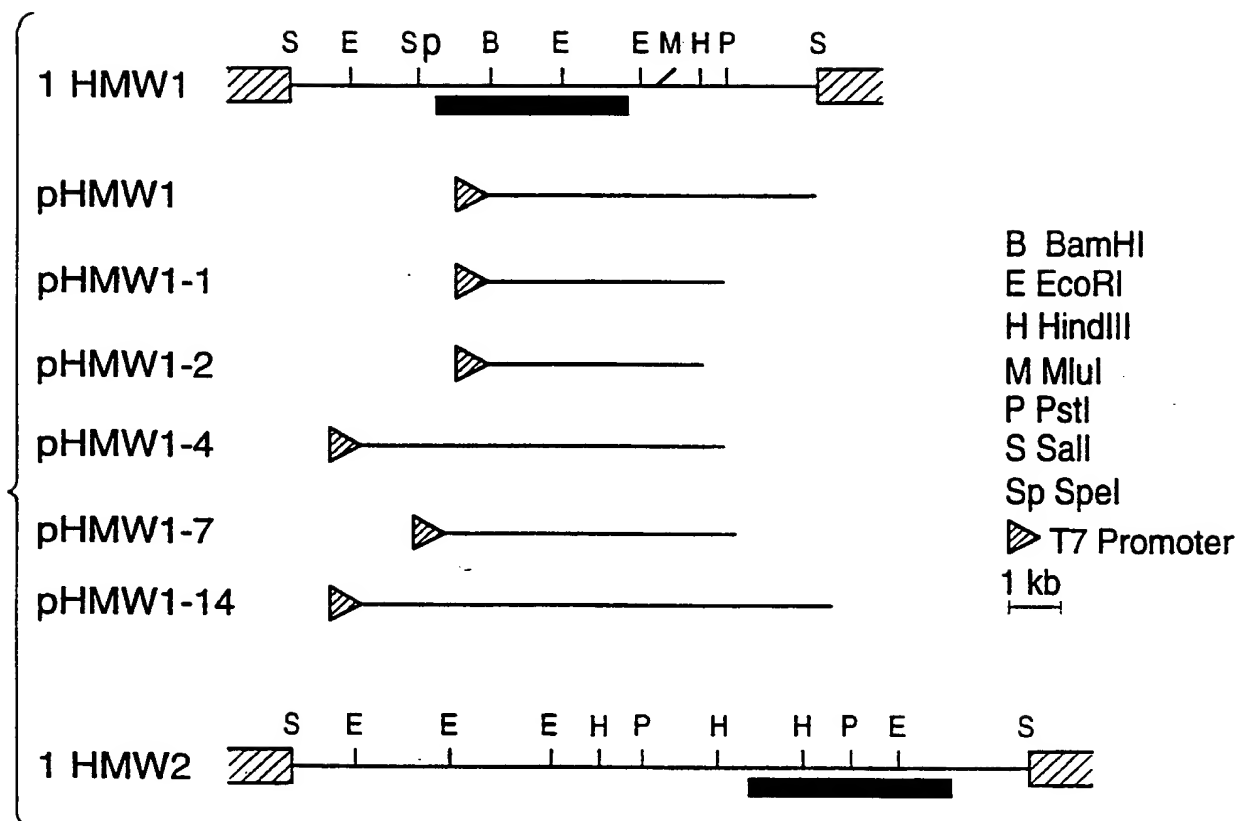 S E Sp B E E M H P S
1 HMW1
pHMW1
pHMW1-1
pHMW1-2
pHMW1-4
pHMW1-7
pHMW1-14
B BamHI
E EcoRI
H HindIII
M MluI
P PstI
S SalI
Sp SpeI
T7 Promoter
1 kb
S E E E H P H H P E S
1 HMW2